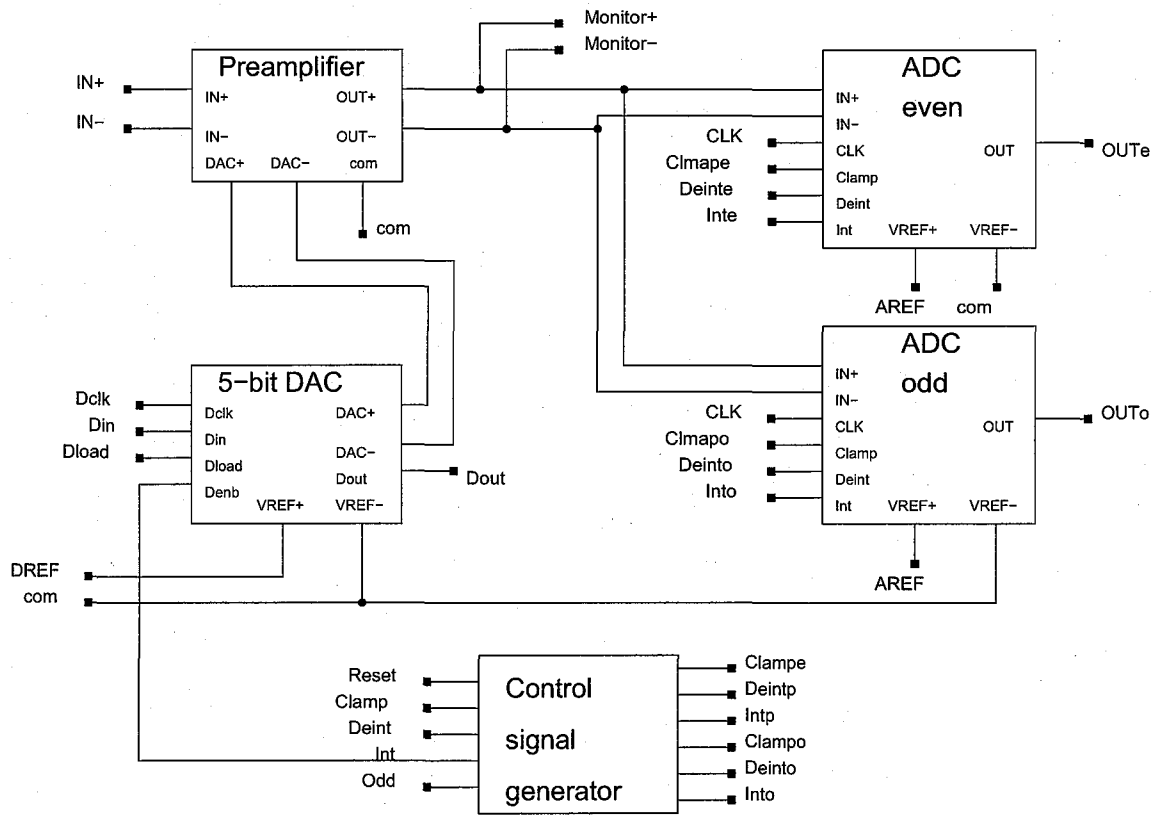 Monitor+
Monitor−
Preamplifier
IN+
IN−
IN+
OUT+
IN−
OUT−
DAC+
DAC−
com
com
ADC
even
IN+
IN−
CLK
Clamp
Deint
Int
OUT
VREF+
VREF−
CLK
Clmape
Deinte
Inte
OUTe
AREF
com
ADC
odd
IN+
IN−
CLK
Clamp
Deint
Int
OUT
VREF+
VREF−
CLK
Clmapo
Deinto
Into
OUTo
AREF
5−bit DAC
Dclk
Din
Dload
Dclk
DAC+
Din
DAC−
Dload
Dout
Denb
VREF+
VREF−
Dout
DREF
com
Control
signal
generator
Reset
Clamp
Deint
Int
Odd
Clampe
Deintp
Intp
Clampo
Deinto
Into